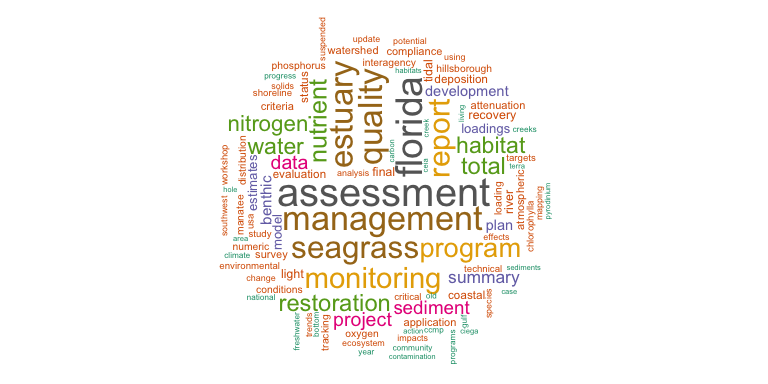 suspended
update
potential
watershed
compliance
using
phosphorus
interagency
tidal
hillsborough
progress
habitats
deposition
solids
status
estuary
quality
florida
development
shoreline
nutrient
report
living
attenuation
criteria
recovery
nitrogen
creek
loadings
creeks
water
carbon
habitat
workshop
distribution
data
ceia
total
targets
terra
evaluation
analysis
final
atmospheric
hole
estimates
benthic
assessment
loading
river
mapping
pyrodinium
southwest
manatee
usa
management
plan
chlorophyll
model
study
area
effects
numeric
seagrass
program
climate
survey
environmental
light
monitoring
technical
sediments
change
summary
conditions
national
critical
old
coastal
species
case
restoration
sediment
freshwater
trends
bottom
tracking
project
application
gulf
action
ccmp
ciega
oxygen
impacts
programs
ecosystem
community
year
contamination